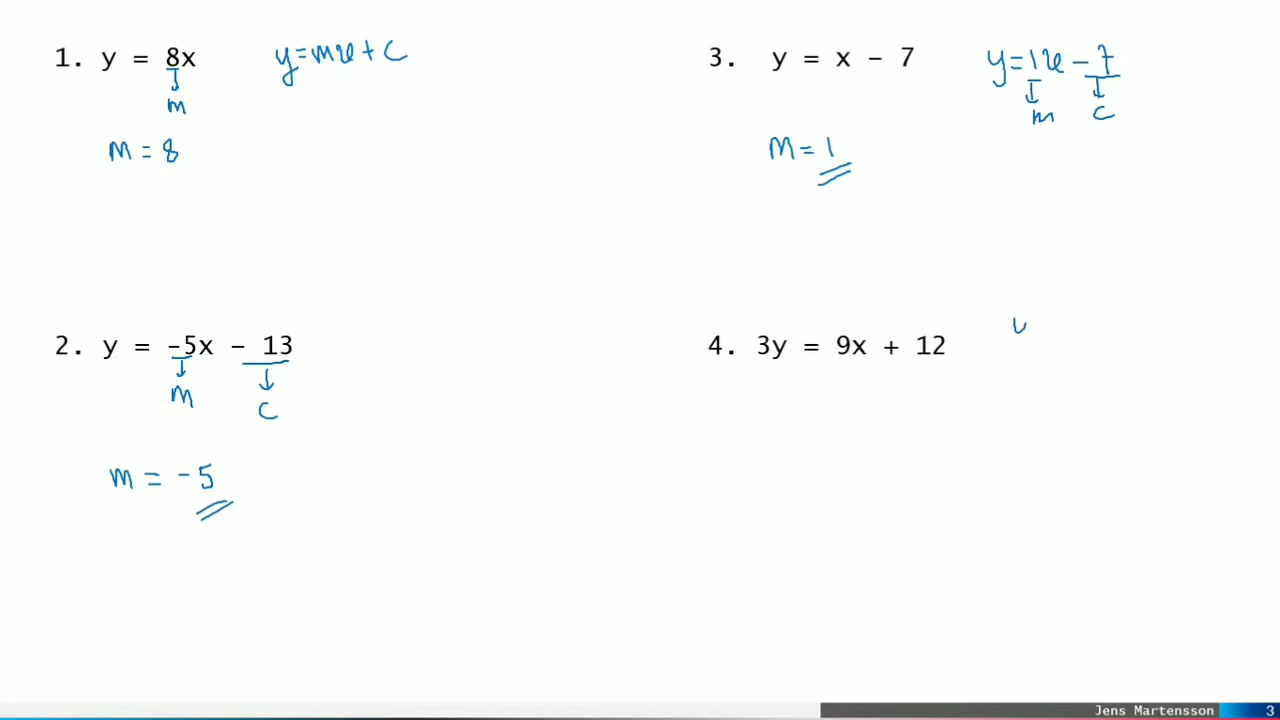 1. y = 8x
y=mx+c
m
m = 8
2. y = -5x - 13
m
c
m = -5
3. y = x - 7
y=1x-7
m
c
m=1
4. 3y = 9x + 12
Jens Martensson
3